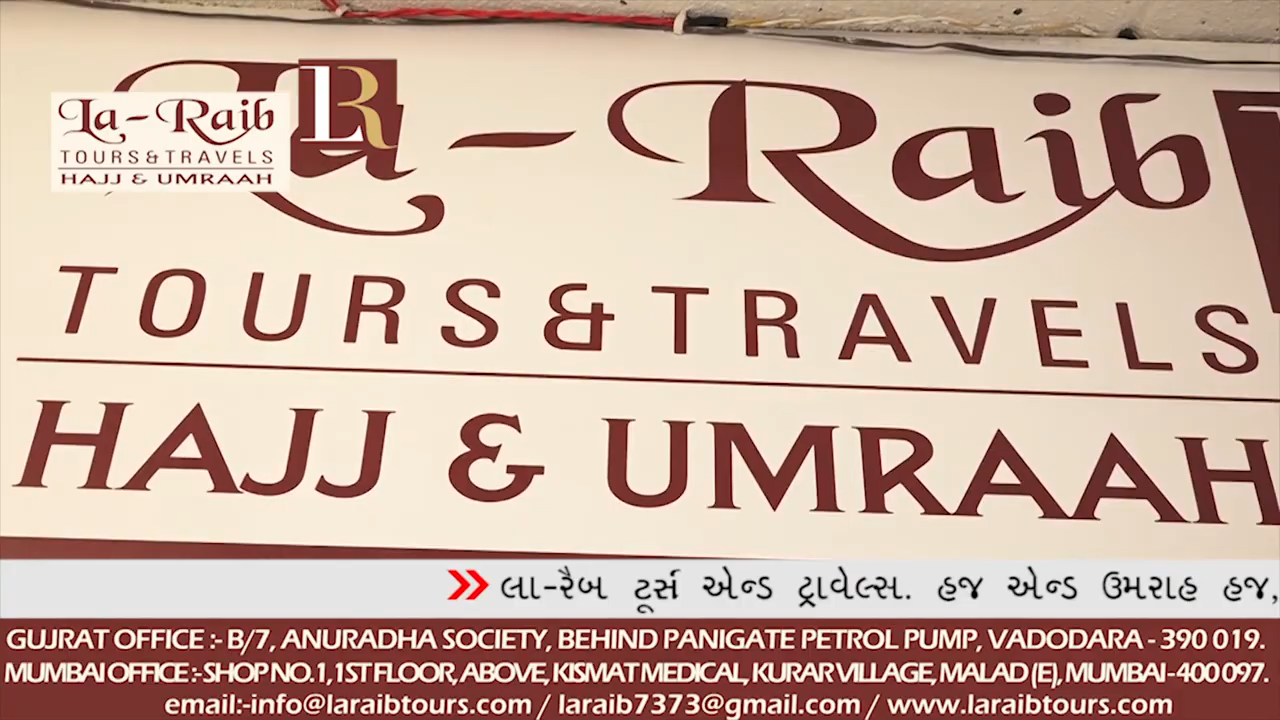 La-Raib
TOURS & TRAVELS
HAJJ & UMRAAH
LR
La-Raib
TOURS & TRAVELS
HAJJ & UMRAAH
લા-રૈબ ટૂર્સ એન્ડ ટ્રાવેલ્સ. હજ એન્ડ ઉમરાહ હજ,
GUJRAT OFFICE :- B/7, ANURADHA SOCIETY, BEHIND PANIGATE PETROL PUMP, VADODARA - 390 019.
MUMBAI OFFICE :- SHOP NO. 1, 1ST FLOOR, ABOVE, KISMAT MEDICAL, KURAR VILLAGE, MALAD (E), MUMBAI - 400 097.
email:-info@laraibtours.com / laraib7373@gmail.com / www.laraibtours.com